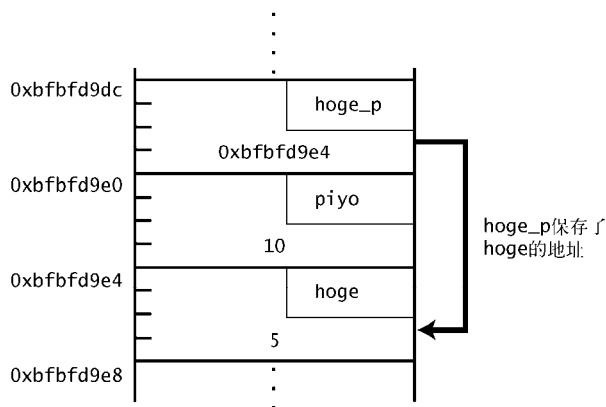 0xbfbfd9dc
hoge_p
0xbfbfd9e4
0xbfbfd9e0
piyo
10
hoge_p保存了
hoge的地址
0xbfbfd9e4
hoge
5
0xbfbfd9e8